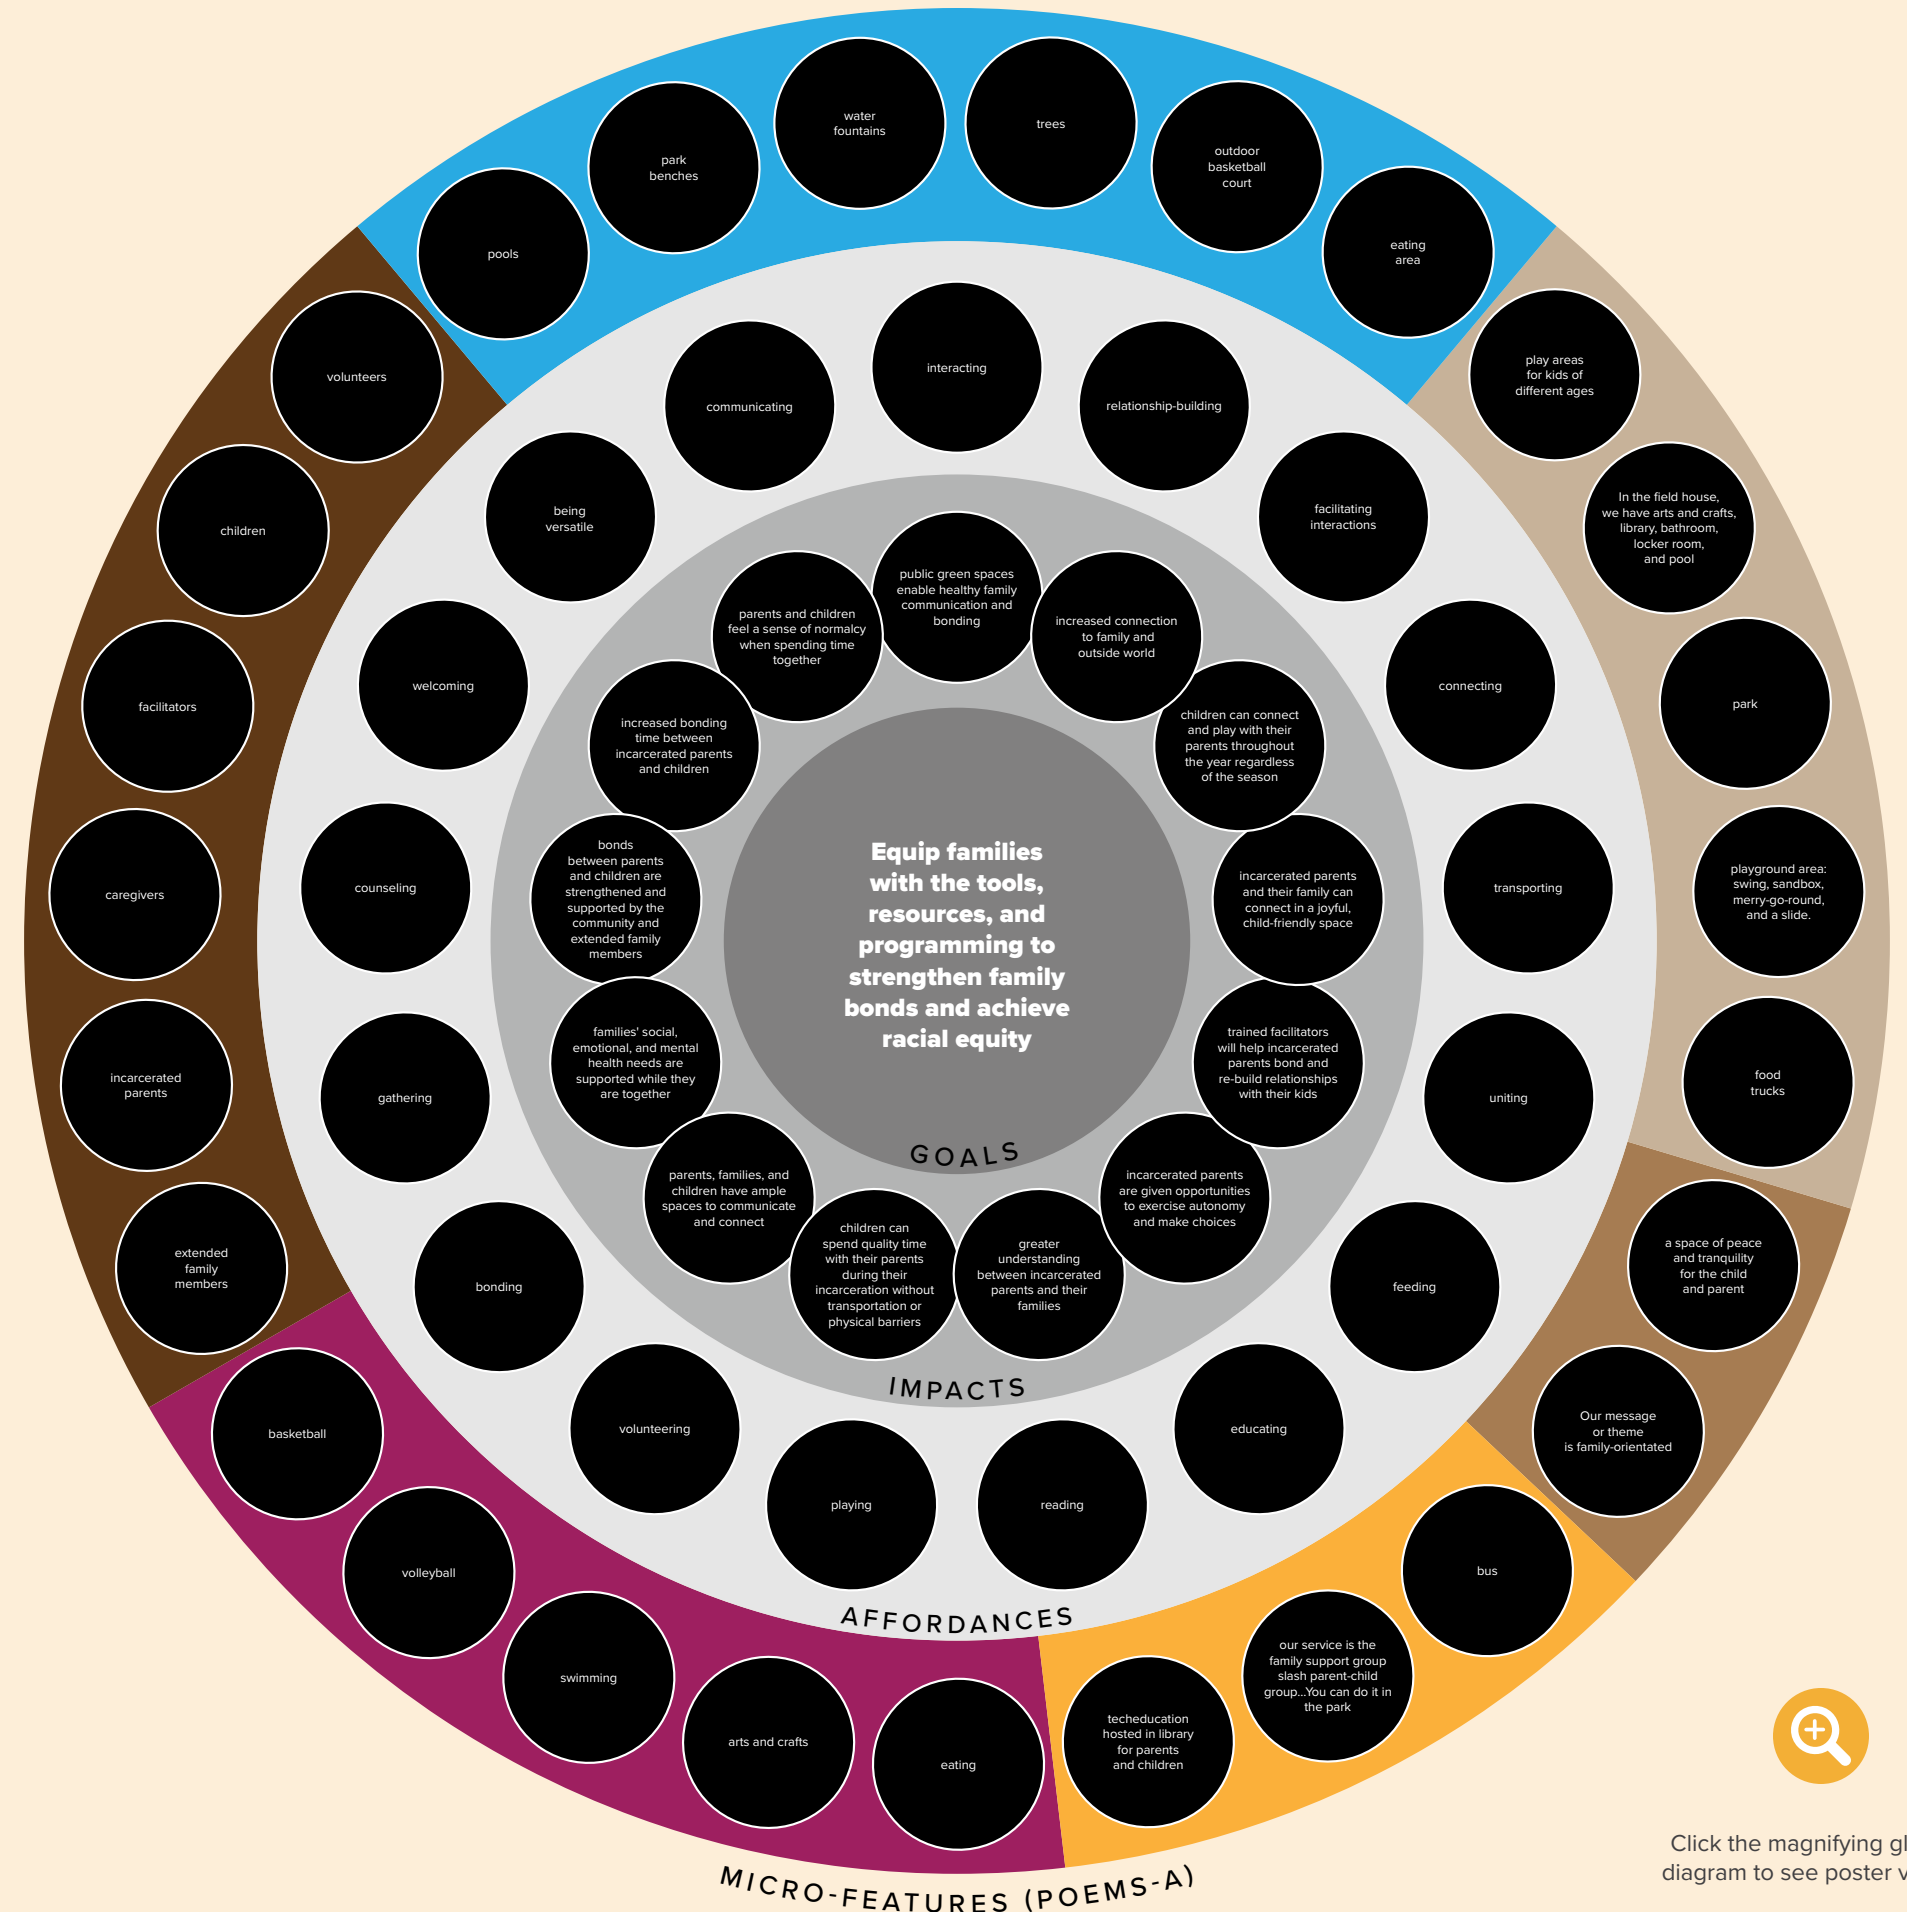 water
fountains
trees
outdoor
basketball
court
eating
area
park
benches
pools
play areas
for kids of
different ages
In the field house,
we have arts and crafts,
library, bathroom,
locker room,
and pool
park
playground area:
swing, sandbox,
merry-go-round,
and a slide.
food
trucks
a space of peace
and tranquility
for the child
and parent
Our message
or theme
is family-orientated
bus
our service is the
family support group
slash parent-child
group...You can do it in
the park
techeducation
hosted in library
for parents
and children
eating
arts and crafts
swimming
volleyball
basketball
extended
family
members
incarcerated
parents
caregivers
facilitators
children
volunteers
interacting
relationship-building
facilitating
interactions
connecting
transporting
uniting
feeding
educating
reading
playing
volunteering
bonding
gathering
counseling
welcoming
being
versatile
communicating
public green spaces
enable healthy family
communication and
bonding
increased connection
to family and
outside world
children can connect
and play with their
parents throughout
the year regardless
of the season
incarcerated parents
and their family can
connect in a joyful,
child-friendly space
trained facilitators
will help incarcerated
parents bond and
re-build relationships
with their kids
incarcerated parents
are given opportunities
to exercise autonomy
and make choices
greater
understanding
between incarcerated
parents and their
families
children can
spend quality time
with their parents
during their
incarceration without
transportation or
physical barriers
parents, families, and
children have ample
spaces to communicate
and connect
families' social,
emotional, and mental
health needs are
supported while they
are together
bonds
between parents
and children are
strengthened and
supported by the
community and
extended family
members
increased bonding
time between
incarcerated parents
and children
parents and children
feel a sense of normalcy
when spending time
together
Equip families
with the tools,
resources, and
programming to
strengthen family
bonds and achieve
racial equity
GOALS
IMPACTS
AFFORDANCES
MICRO-FEATURES (POEMS-A)
Click the magnifying
diagram to see poster